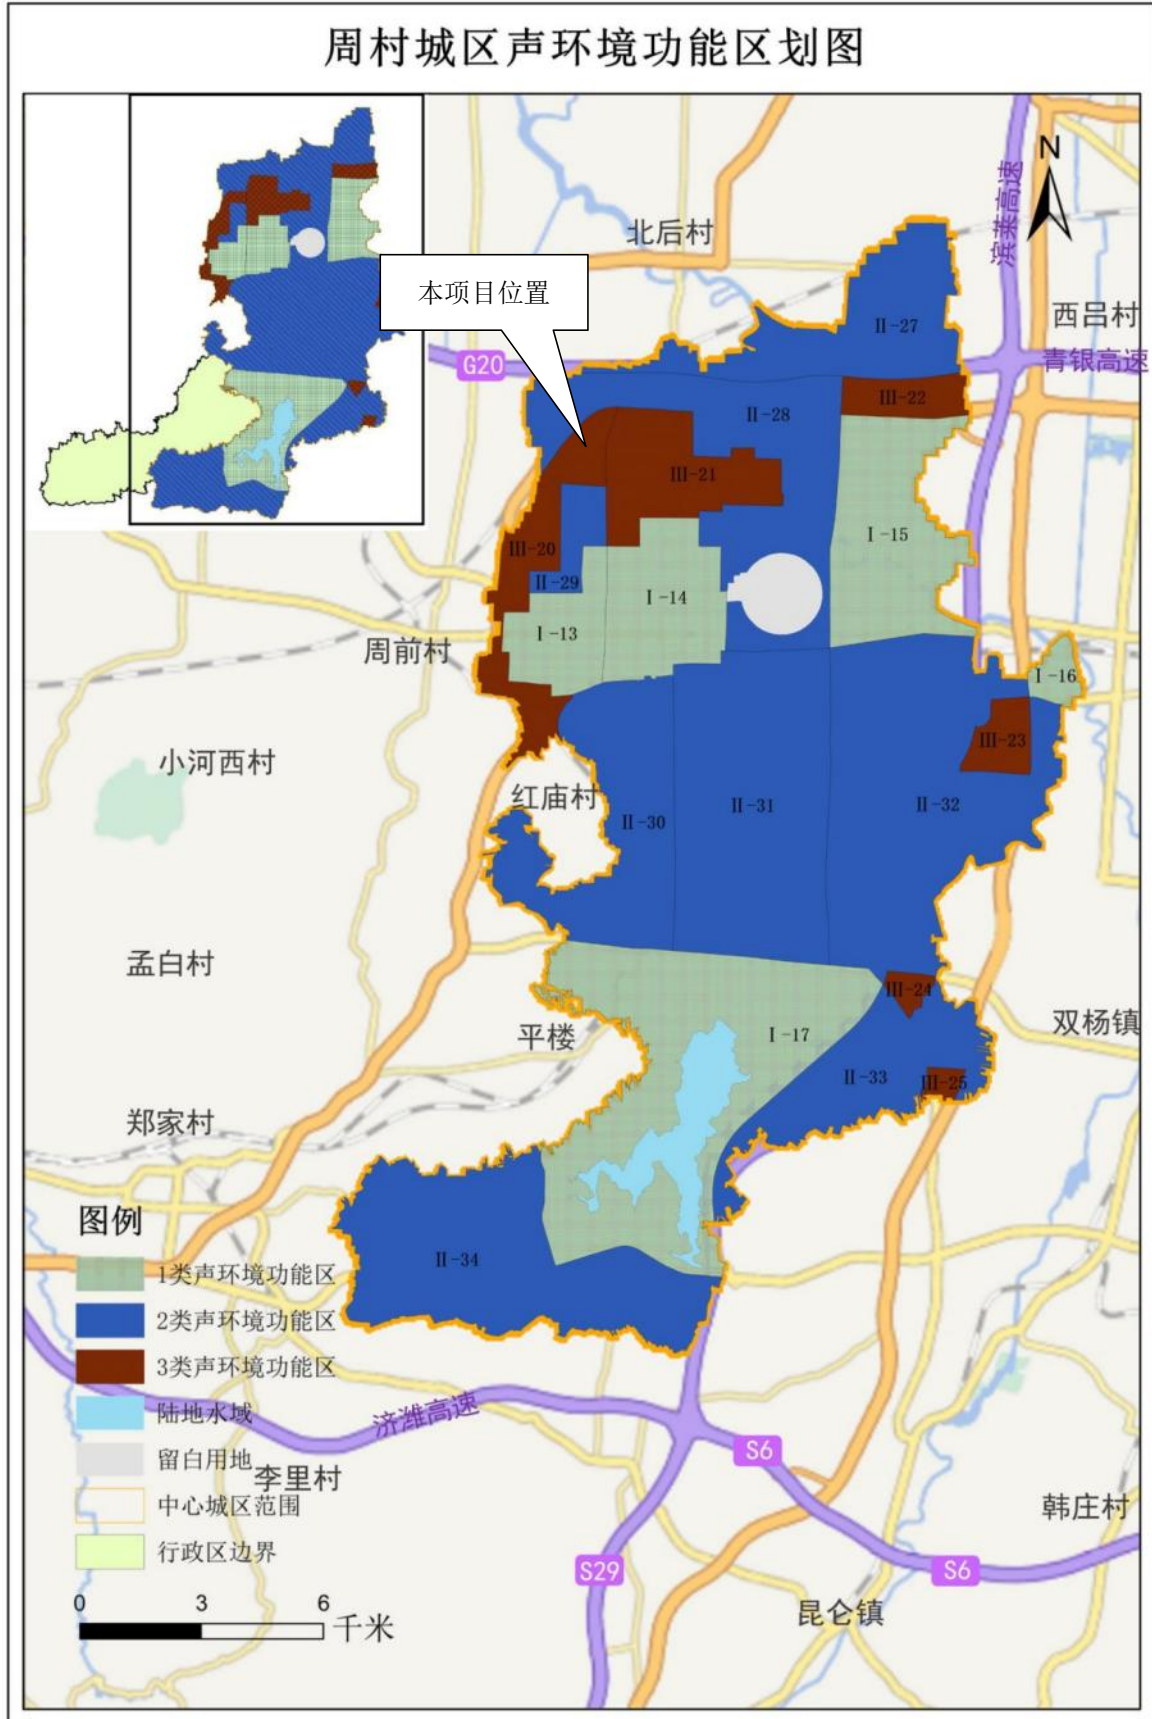 周村城区声环境功能区划图
N
滨莱高速
北后村
本项目位置
西吕村
II-27
G20
青银高速
III-22
II-28
III-21
I-15
III-20
II-29
I-14
I-13
周前村
I-16
III-23
小河西村
红庙村
II-30
II-31
II-32
孟白村
III-24
平楼
I-17
双杨镇
II-33
III-25
郑家村
II-34
图例
1类声环境功能区
2类声环境功能区
3类声环境功能区
陆地水域
留白用地
中心城区范围
行政区边界
济潍高速
S6
李里村
韩庄村
S29
S6
昆仑镇
0 3 6
千米